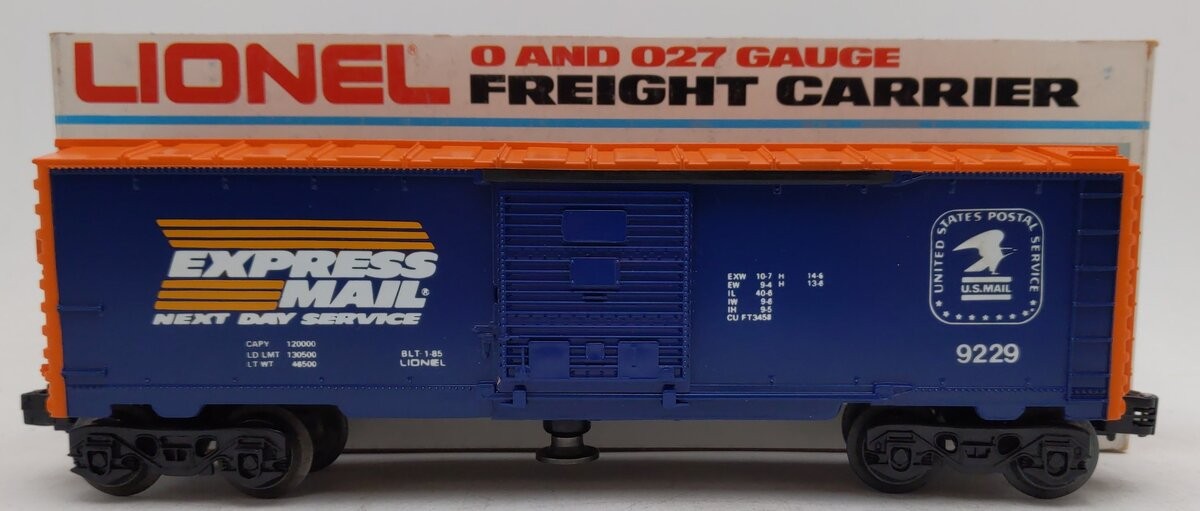 LIONEL
O AND O27 GAUGE
FREIGHT CARRIER
EXPRESS
MAIL®
NEXT DAY SERVICE
CAPY 120000
LD LMT 130500
LT WT 48500
BLT-1-85
LIONEL
EXW 10-7 H 14-6
EW 9-4 H 13-6
IL 40-6
IW 9-6
IH 9-5
CU FT3458
UNITED STATES POSTAL SERVICE
U.S.MAIL
9229